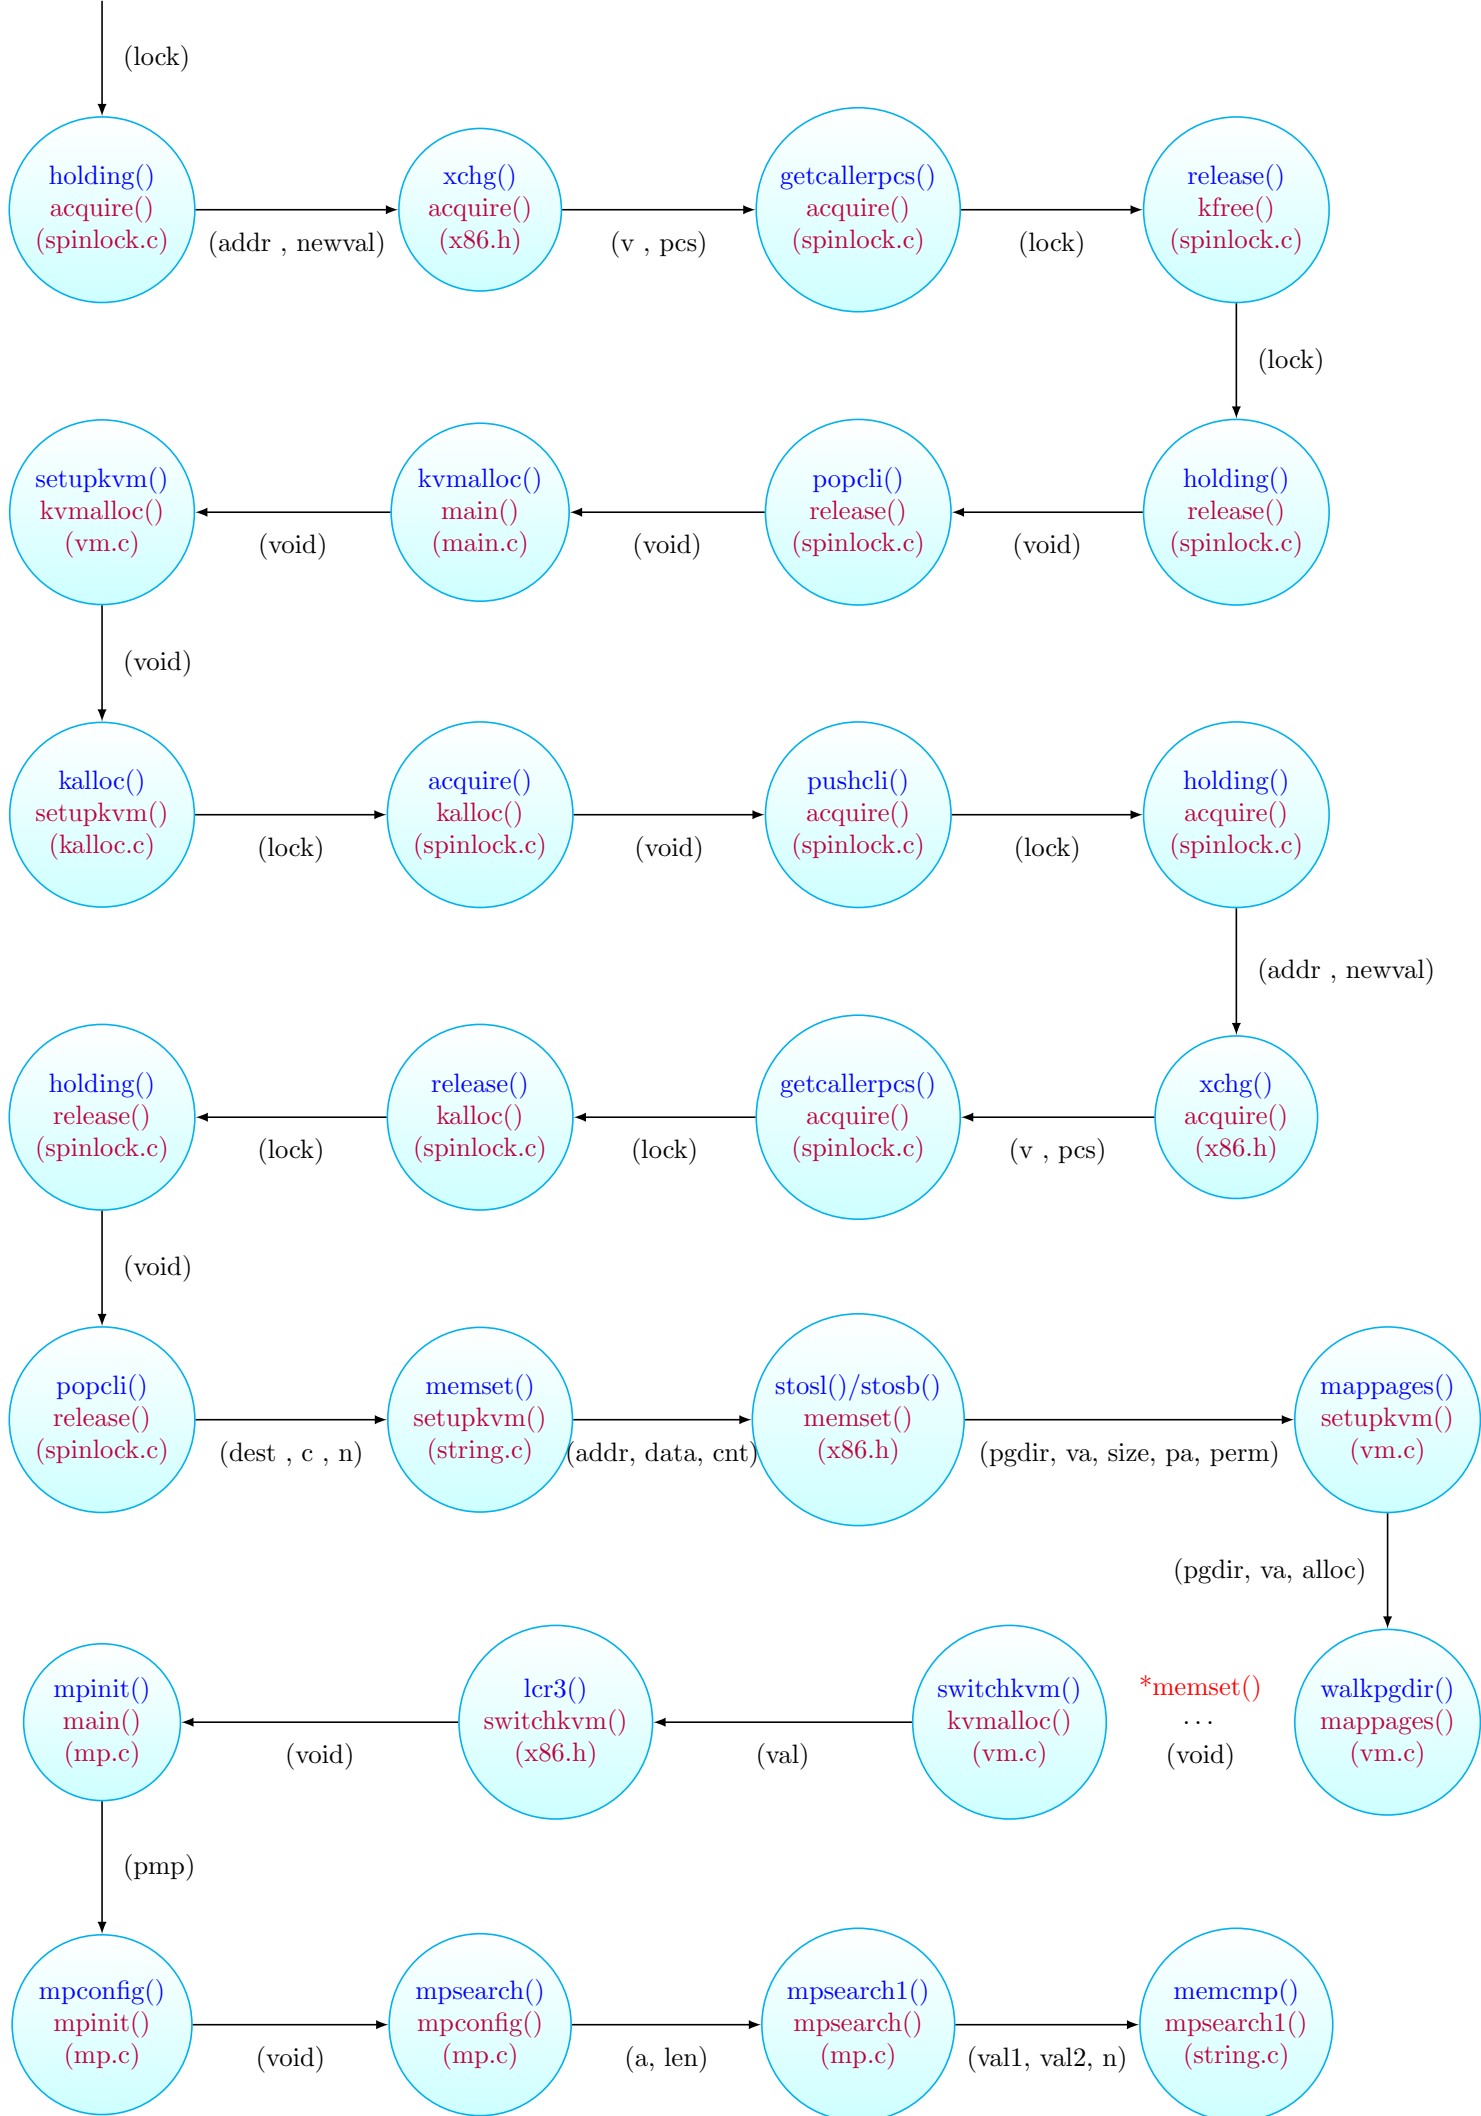 (lock)
holding()
acquire()
(spinlock.c)
(addr , newval)
xchg()
acquire()
(x86.h)
(v , pcs)
getcallerpcs()
acquire()
(spinlock.c)
(lock)
release()
kfree()
(spinlock.c)
(lock)
setupkvm()
kvmalloc()
(vm.c)
(void)
kvmalloc()
main()
(main.c)
(void)
popcli()
release()
(spinlock.c)
(void)
holding()
release()
(spinlock.c)
(void)
kalloc()
setupkvm()
(kalloc.c)
(lock)
acquire()
kalloc()
(spinlock.c)
(void)
pushcli()
acquire()
(spinlock.c)
(lock)
holding()
acquire()
(spinlock.c)
(addr , newval)
holding()
release()
(spinlock.c)
(lock)
release()
kalloc()
(spinlock.c)
(lock)
getcallerpcs()
acquire()
(spinlock.c)
(v , pcs)
xchg()
acquire()
(x86.h)
(void)
popcli()
release()
(spinlock.c)
(dest , c , n)
memset()
setupkvm()
(string.c)
(addr, data, cnt)
stosl()/stosb()
memset()
(x86.h)
(pgdir, va, size, pa, perm)
mappages()
setupkvm()
(vm.c)
(pgdir, va, alloc)
mpinit()
main()
(mp.c)
(void)
lcr3()
switchkvm()
(x86.h)
(val)
switchkvm()
kvmalloc()
(vm.c)
*memset()
...
(void)
walkpgdir()
mappages()
(vm.c)
(pmp)
mpconfig()
mpinit()
(mp.c)
(void)
mpsearch()
mpconfig()
(mp.c)
(a, len)
mpsearch1()
mpsearch()
(mp.c)
(val1, val2, n)
memcmp()
mpsearch1()
(string.c)